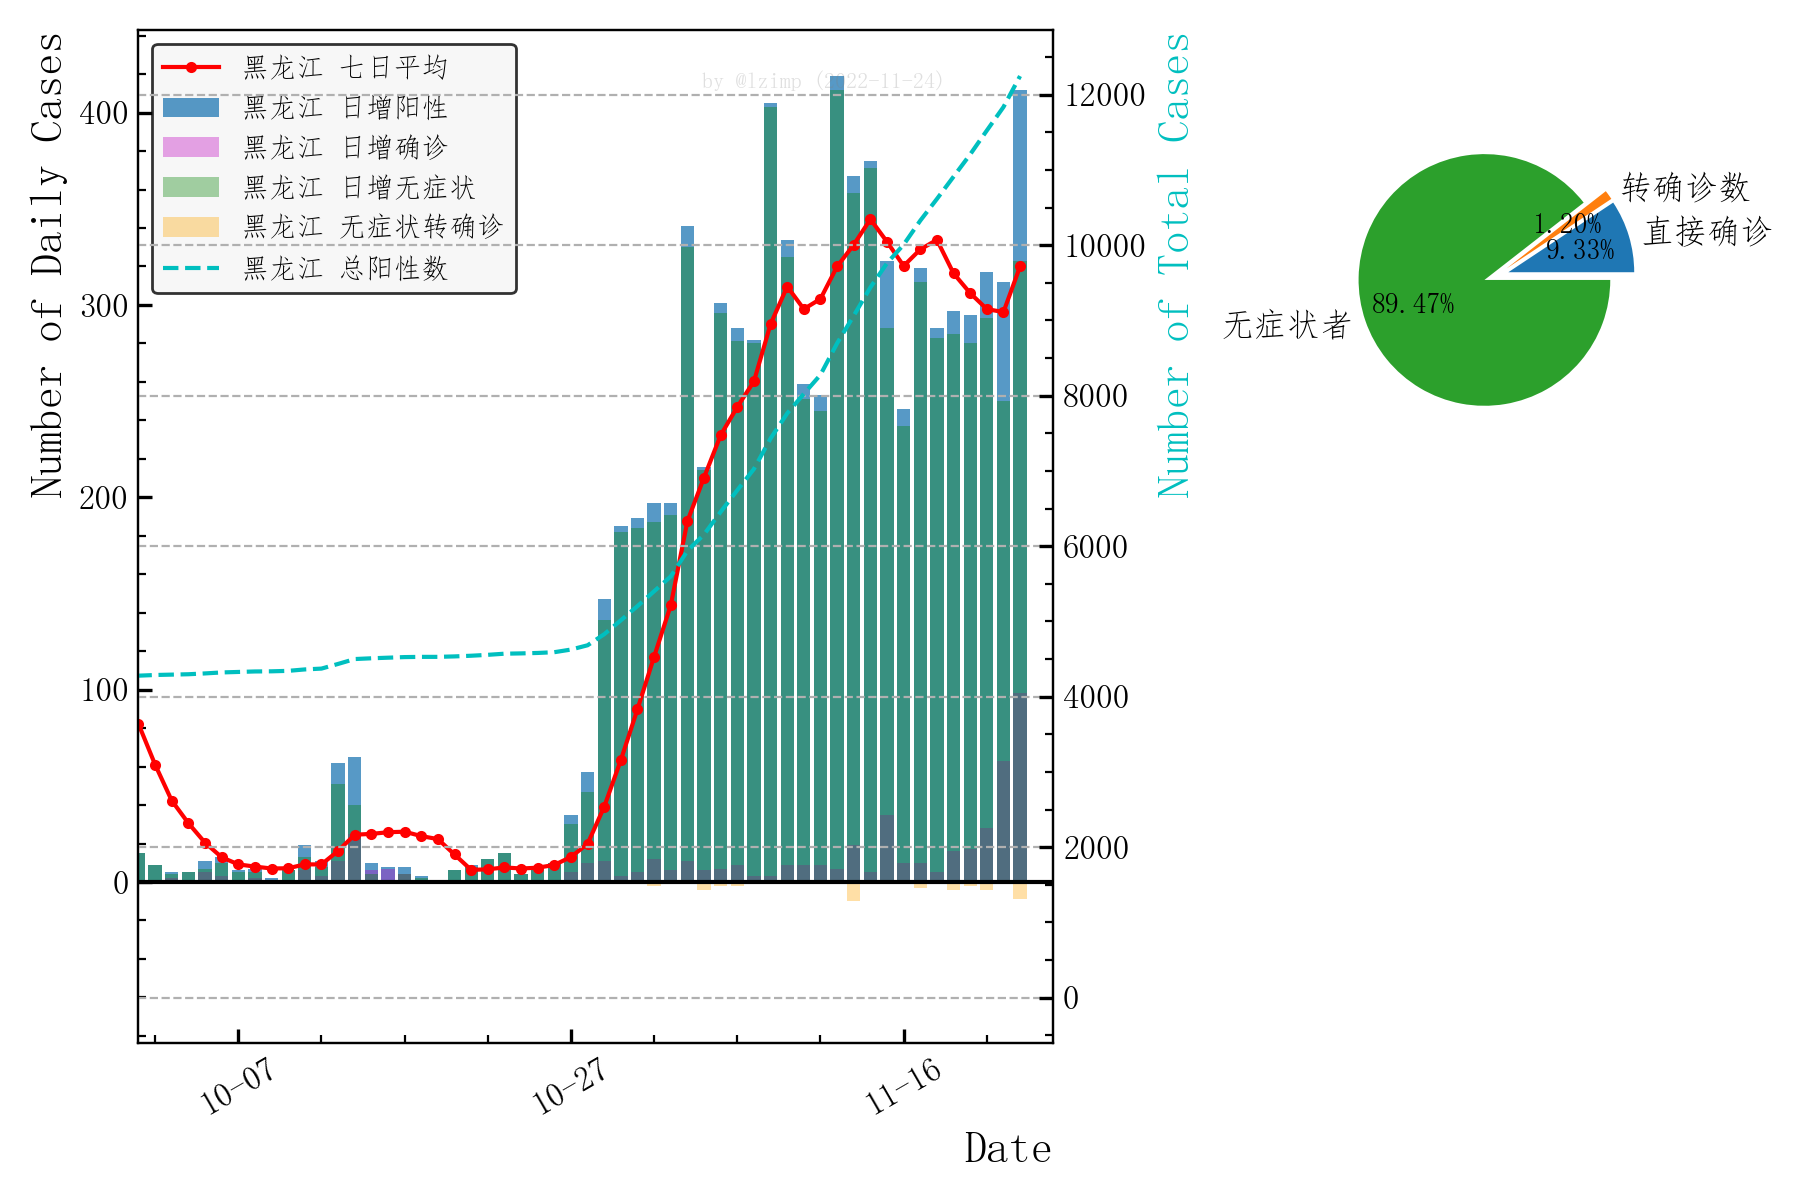 Number of Daily Cases
400
300
200
100
0
黑龙江 七日平均
黑龙江 日增阳性
黑龙江 日增确诊
黑龙江 日增无症状
黑龙江 无症状转确诊
黑龙江 总阳性数
by @lzimp (2022-11-24)
12000
10000
8000
6000
4000
2000
0
Number of Total Cases
10-07
10-27
11-16
Date
转确诊数
1.20%
直接确诊
9.33%
89.47%
无症状者